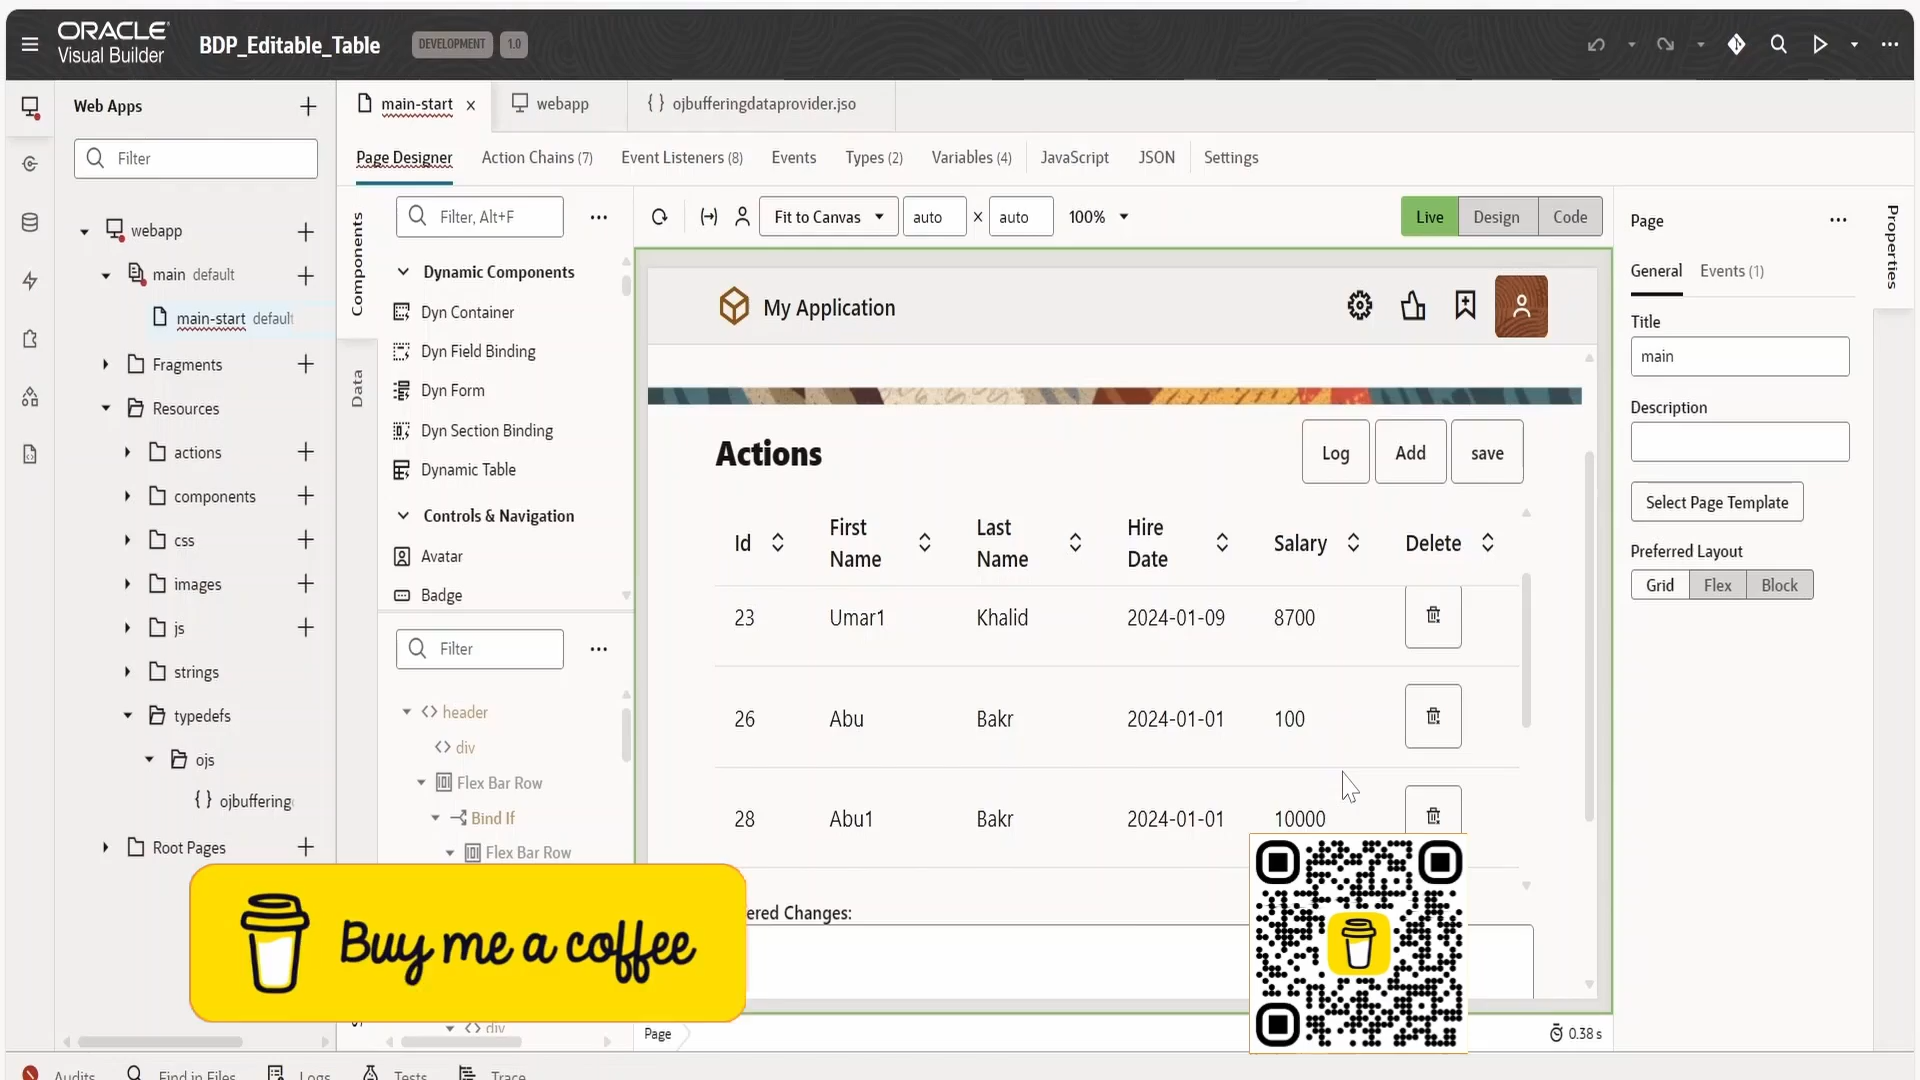 ORACLE
Visual Builder
BDP_Editable_Table
DEVELOPMENT
1.0
Web Apps
main-start
webapp
ojbufferingdataprovider.jso
Filter
Page Designer
Action Chains (7)
Event Listeners (8)
Events
Types (2)
Variables (4)
JavaScript
JSON
Settings
webapp
main default
main-start default
Fragments
Resources
actions
components
css
images
js
strings
typedefs
ojs
ojbuffering
Root Pages
Components
Data
Filter, Alt+F
Dynamic Components
Dyn Container
Dyn Field Binding
Dyn Form
Dyn Section Binding
Dynamic Table
Controls & Navigation
Avatar
Badge
Filter
header
div
Flex Bar Row
Bind If
Flex Bar Row
div
Fit to Canvas
auto
x
auto
100%
Live
Design
Code
My Application
Actions
Log
Add
save
Id
First Name
Last Name
Hire Date
Salary
Delete
23 Umar1 Khalid 2024-01-09 8700
26 Abu Bakr 2024-01-01 100
28 Abu1 Bakr 2024-01-01 10000
ered Changes:
Buy me a coffee
Page
0.38 s
Page
Properties
General
Events (1)
Title
main
Description
Select Page Template
Preferred Layout
Grid
Flex
Block
Audits
Find in Files
Logs
Tests
Trace